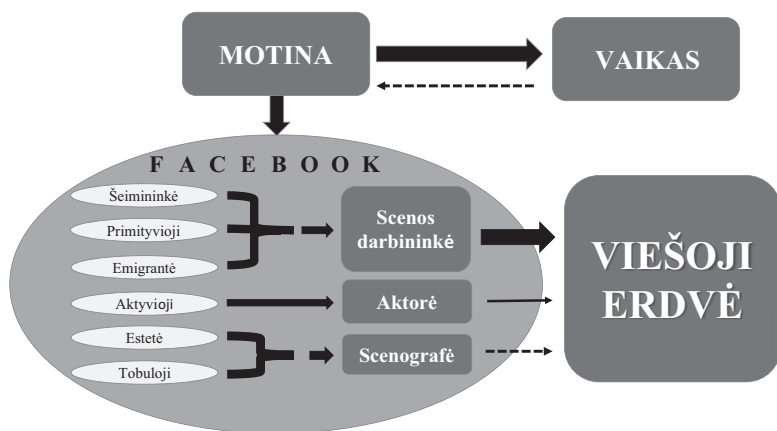 MOTINA
VAIKAS
F A C E B O O K
Šeimininkė
Primityvioji
Emigrantė
Aktyvioji
Estetė
Tobuloji
Scenos
darbininkė
Aktorė
Scenografė
VIEŠOJI
ERDVĖ